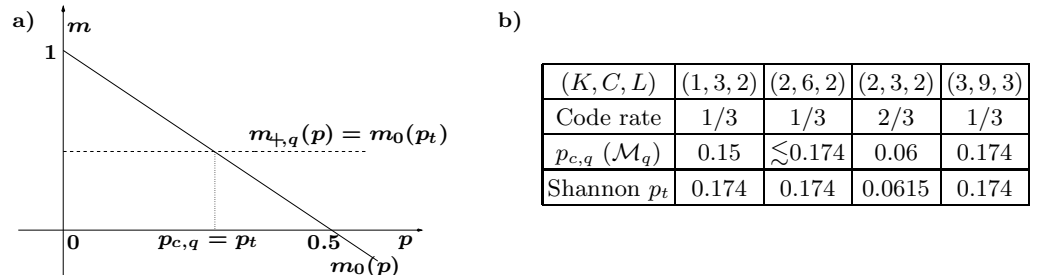 a)
m
1
m+,q(p) = m0(pt)
0
pc,q = pt
0.5
p
m0(p)
b)
(K, C, L) (1, 3, 2) (2, 6, 2) (2, 3, 2) (3, 9, 3)
Code rate 1/3 1/3 2/3 1/3
pc,q (Mq) 0.15 ≲0.174 0.06 0.174
Shannon pt 0.174 0.174 0.0615 0.174